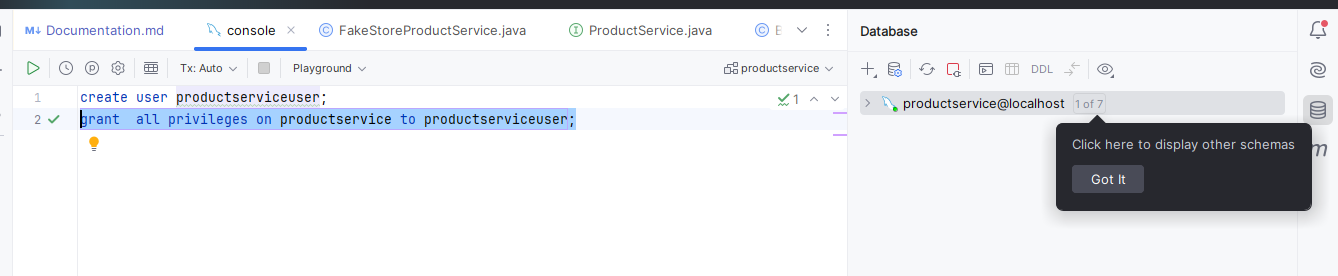 M↓ Documentation.md
console
FakeStoreProductService.java
ProductService.java
Database
Tx: Auto
Playground
productservice
DDL
1 create user productserviceuser;
1
2 grant  all privileges on productservice to productserviceuser;
productservice@localhost 1 of 7
Click here to display other schemas
Got It
m